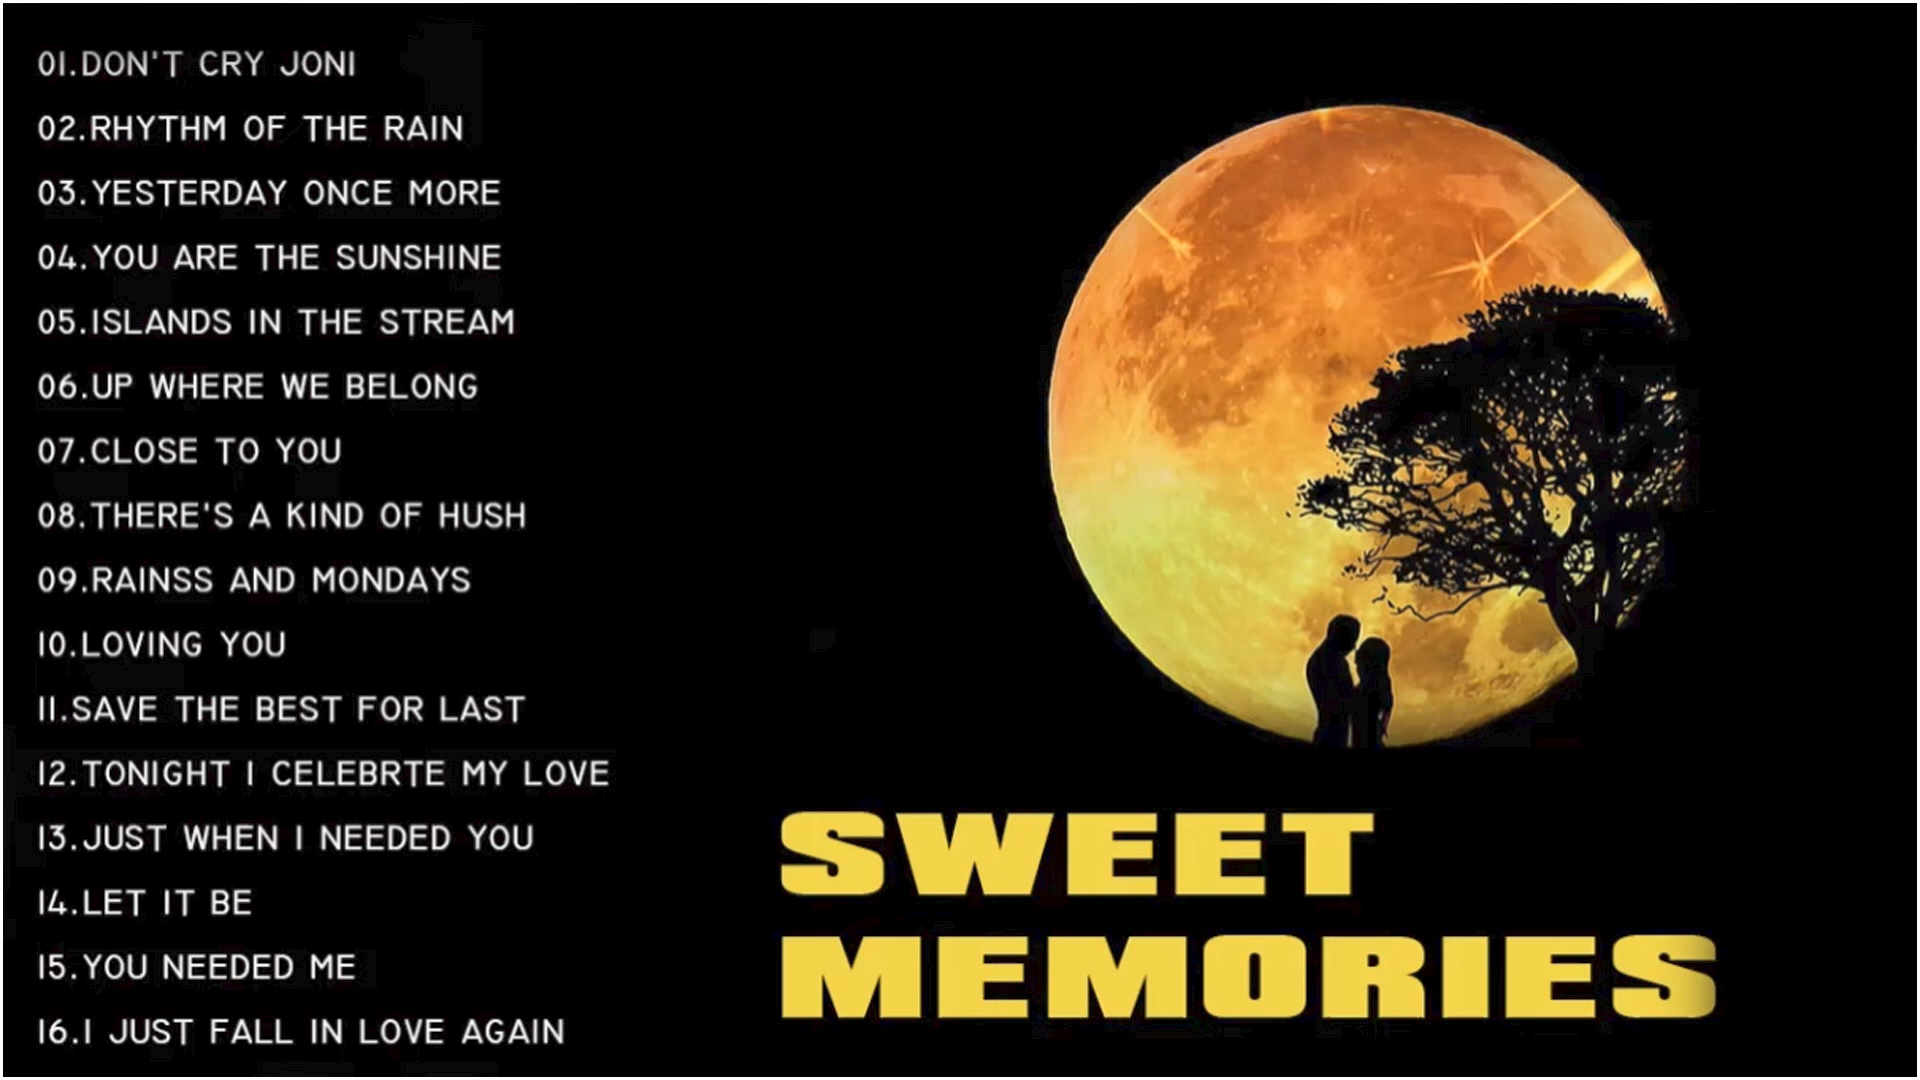 01.DON'T CRY JONI
02.RHYTHM OF THE RAIN
03.YESTERDAY ONCE MORE
04.YOU ARE THE SUNSHINE
05.ISLANDS IN THE STREAM
06.UP WHERE WE BELONG
07.CLOSE TO YOU
08.THERE'S A KIND OF HUSH
09.RAINSS AND MONDAYS
10.LOVING YOU
11.SAVE THE BEST FOR LAST
12.TONIGHT I CELEBRTE MY LOVE
13.JUST WHEN I NEEDED YOU
14.LET IT BE
15.YOU NEEDED ME
16.I JUST FALL IN LOVE AGAIN
SWEET
MEMORIES